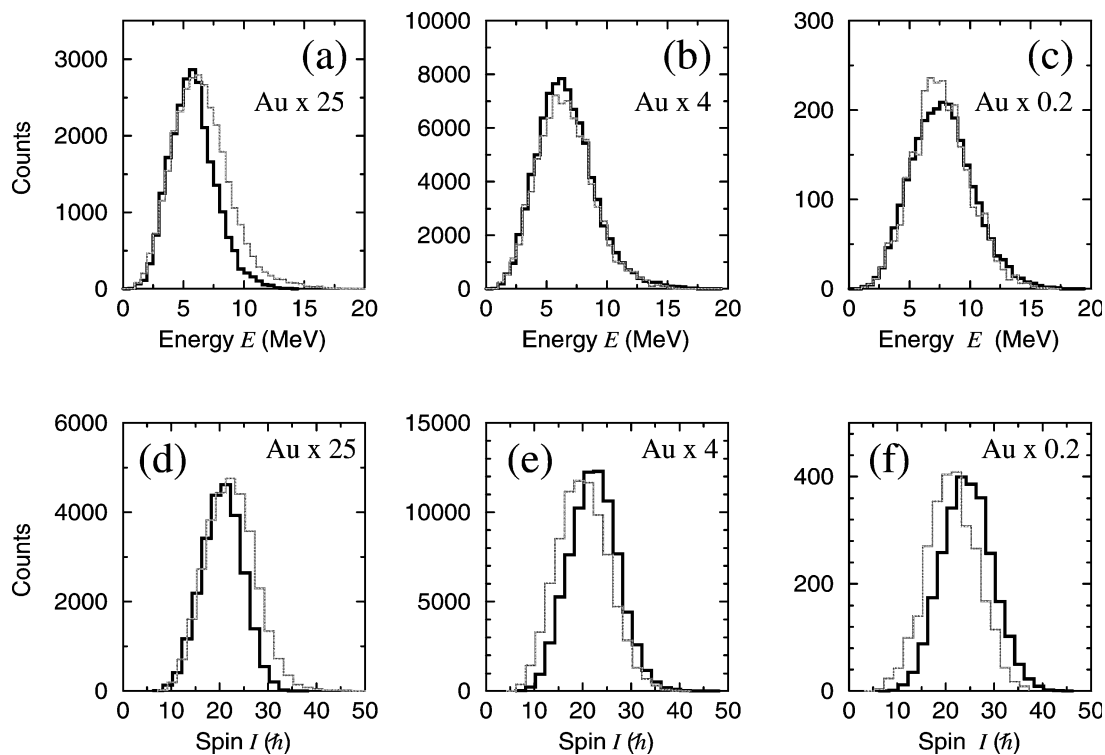 (a)
Au x 25
Counts
3000
2000
1000
0
0 5 10 15 20
Energy E (MeV)
(b)
Au x 4
10000
8000
6000
4000
2000
0
0 5 10 15 20
Energy E (MeV)
(c)
Au x 0.2
300
200
100
0
0 5 10 15 20
Energy E (MeV)
(d)
Au x 25
Counts
6000
4000
2000
0
0 10 20 30 40 50
Spin I (ħ)
(e)
Au x 4
15000
10000
5000
0
0 10 20 30 40 50
Spin I (ħ)
(f)
Au x 0.2
400
200
0
0 10 20 30 40 50
Spin I (ħ)